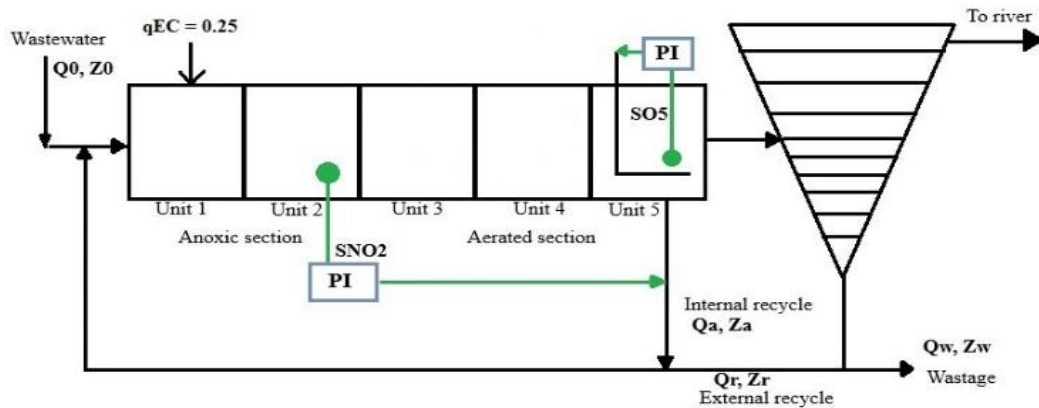 To river
Wastewater
qEC = 0.25
Q0, Z0
PI
SO5
Unit 1
Unit 2
Unit 3
Unit 4
Unit 5
Anoxic section
Aerated section
SNO2
PI
Internal recycle
Qa, Za
Qw, Zw
Wastage
Qr, Zr
External recycle